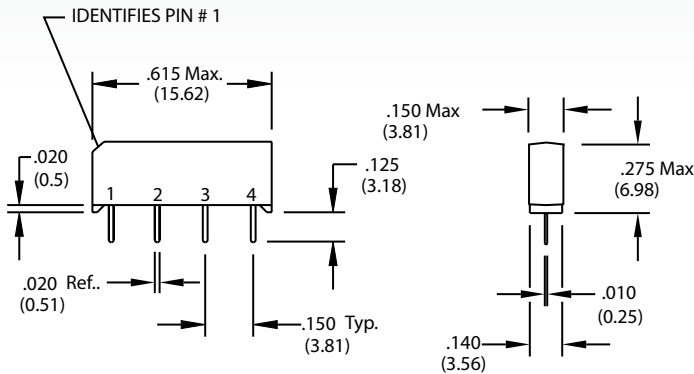 IDENTIFIES PIN # 1
.615 Max.
(15.62)
.150 Max
(3.81)
.020
(0.5)
.125
(3.18)
.275 Max
(6.98)
1 2 3 4
.020 Ref..
(0.51)
.150 Typ.
(3.81)
.010
(0.25)
.140
(3.56)